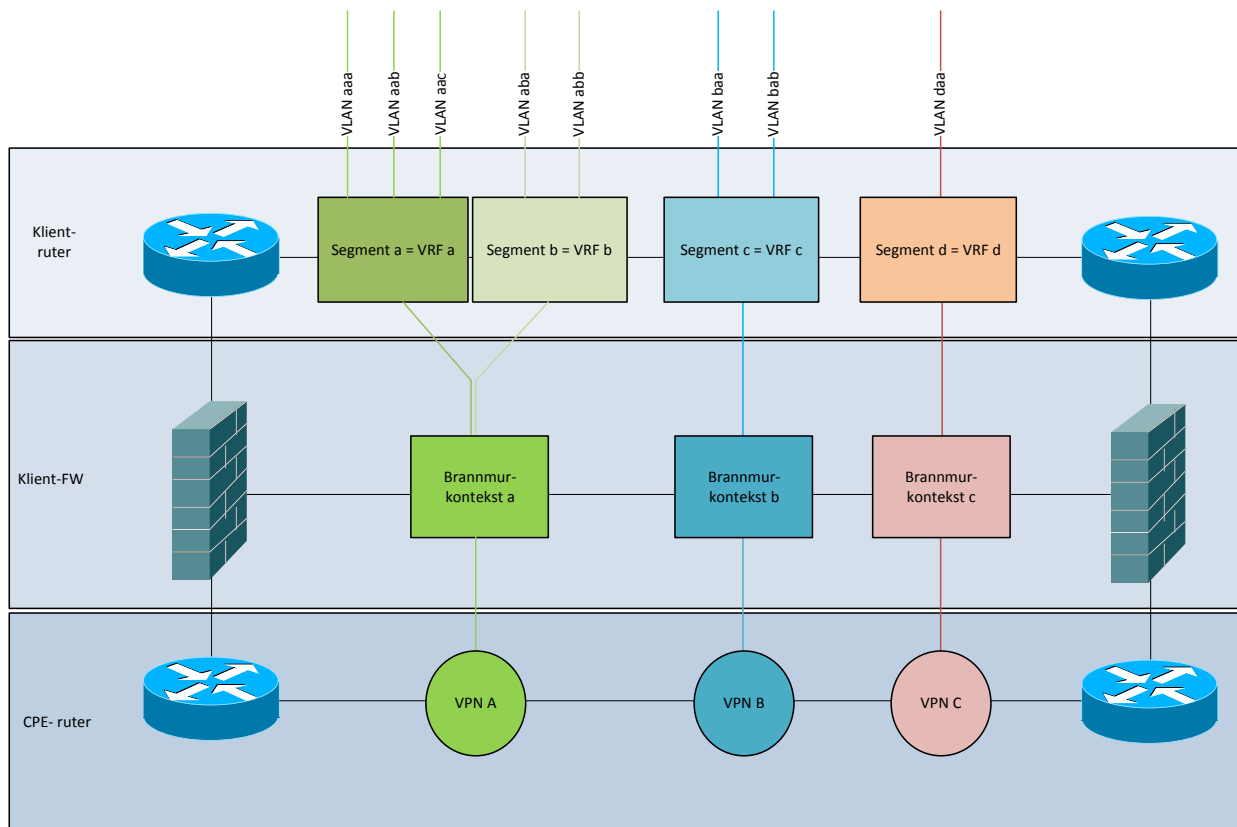 VLAN aaa
VLAN aab
VLAN aac
VLAN aba
VLAN abb
VLAN baa
VLAN bab
VLAN daa
Klient-
ruter
Segment a = VRF a
Segment b = VRF b
Segment c = VRF c
Segment d = VRF d
Klient-FW
Brannmur-
kontekst a
Brannmur-
kontekst b
Brannmur-
kontekst c
CPE- ruter
VPN A
VPN B
VPN C